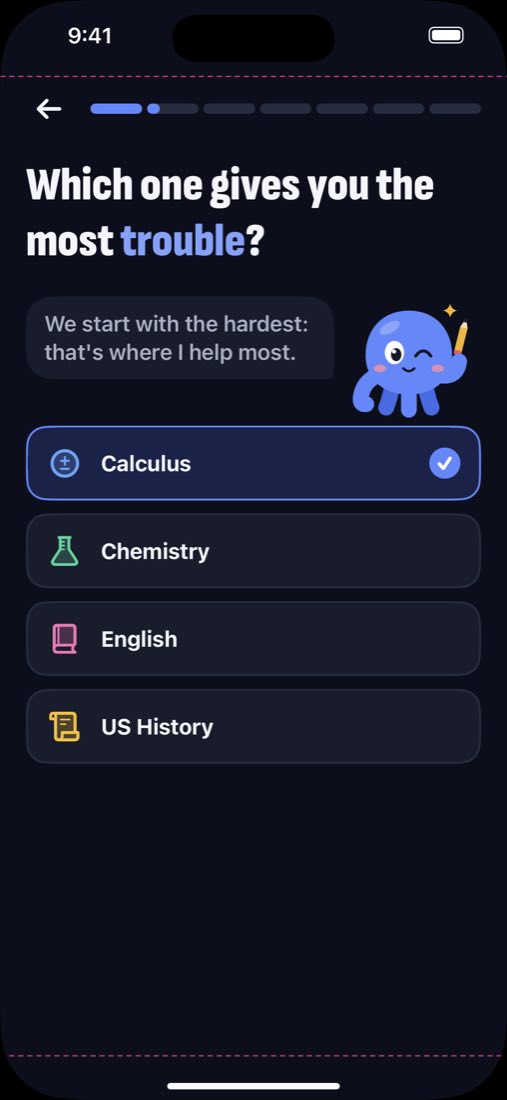 9:41
Which one gives you the
most trouble?
We start with the hardest:
that's where I help most.
Calculus
Chemistry
English
US History